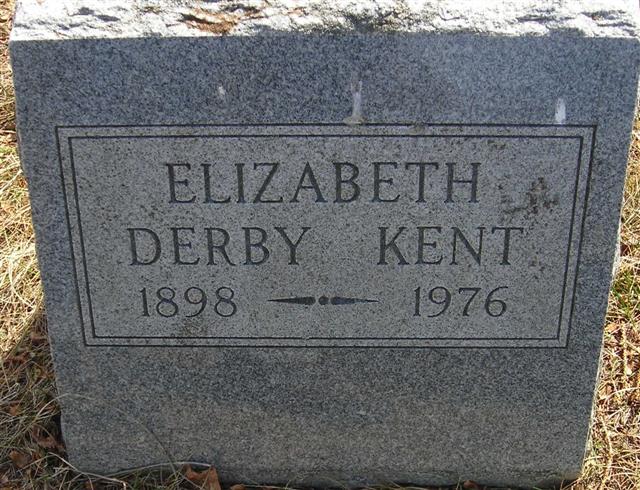 ELIZABETH
DERBY KENT
1898 1976